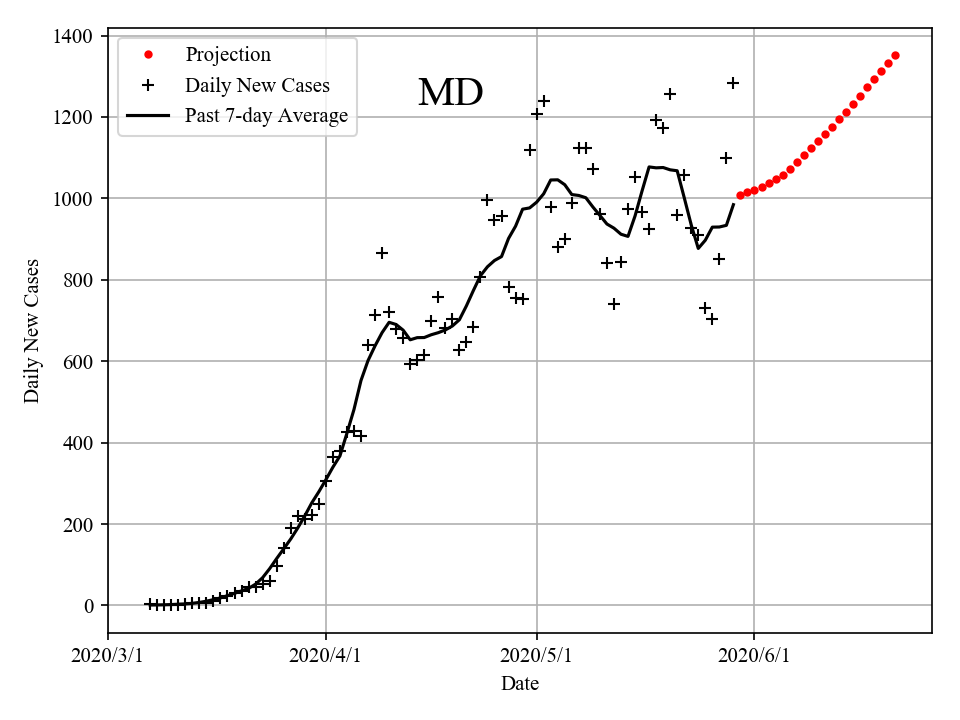 1400
1200
1000
800
600
400
200
0
Daily New Cases
Projection
Daily New Cases
Past 7-day Average
MD
2020/3/1
2020/4/1
2020/5/1
2020/6/1
Date